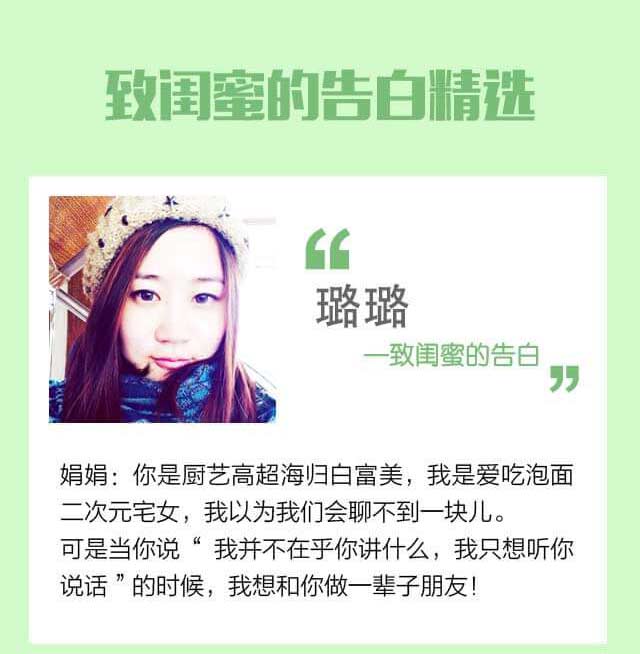 致闺蜜的告白精选
“
璐璐
—致闺蜜的告白
”
娟娟：你是厨艺高超海归白富美，我是爱吃泡面
二次元宅女，我以为我们会聊不到一块儿。
可是当你说“ 我并不在乎你讲什么，我只想听你
说话 ”的时候，我想和你做一辈子朋友！